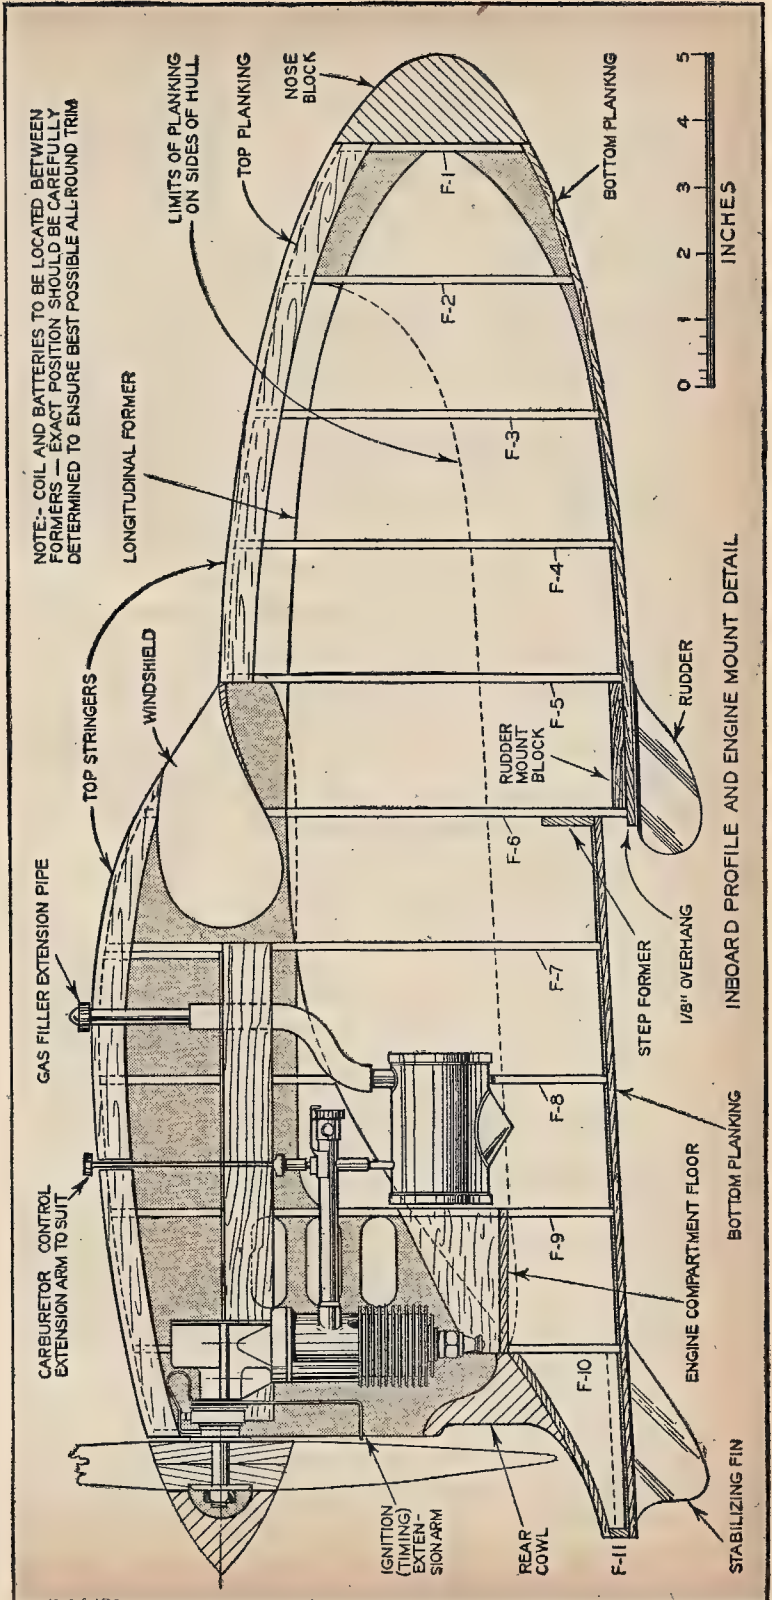 NOTE:- COIL AND BATTERIES TO BE LOCATED BETWEEN
FORMERS — EXACT POSITION SHOULD BE CAREFULLY
DETERMINED TO ENSURE BEST POSSIBLE ALL-ROUND TRIM
CARBURETOR CONTROL
EXTENSION ARM TO SUIT
GAS FILLER EXTENSION PIPE
TOP STRINGERS
WINDSHIELD
LONGITUDINAL FORMER
LIMITS OF PLANKING
ON SIDES OF HULL
TOP PLANKING
NOSE
BLOCK
F-1
F-2
F-3
F-4
F-5
F-6
F-7
F-8
F-9
F-10
F-11
RUDDER
MOUNT
BLOCK
IGNITION
(TIMING)
EXTEN-
SION ARM
REAR
COWL
STABILIZING FIN
ENGINE COMPARTMENT FLOOR
BOTTOM PLANKING
STEP FORMER
1/8" OVERHANG
RUDDER
BOTTOM PLANKNG
0 1 2 3 4 5
INCHES
INBOARD PROFILE AND ENGINE MOUNT DETAIL